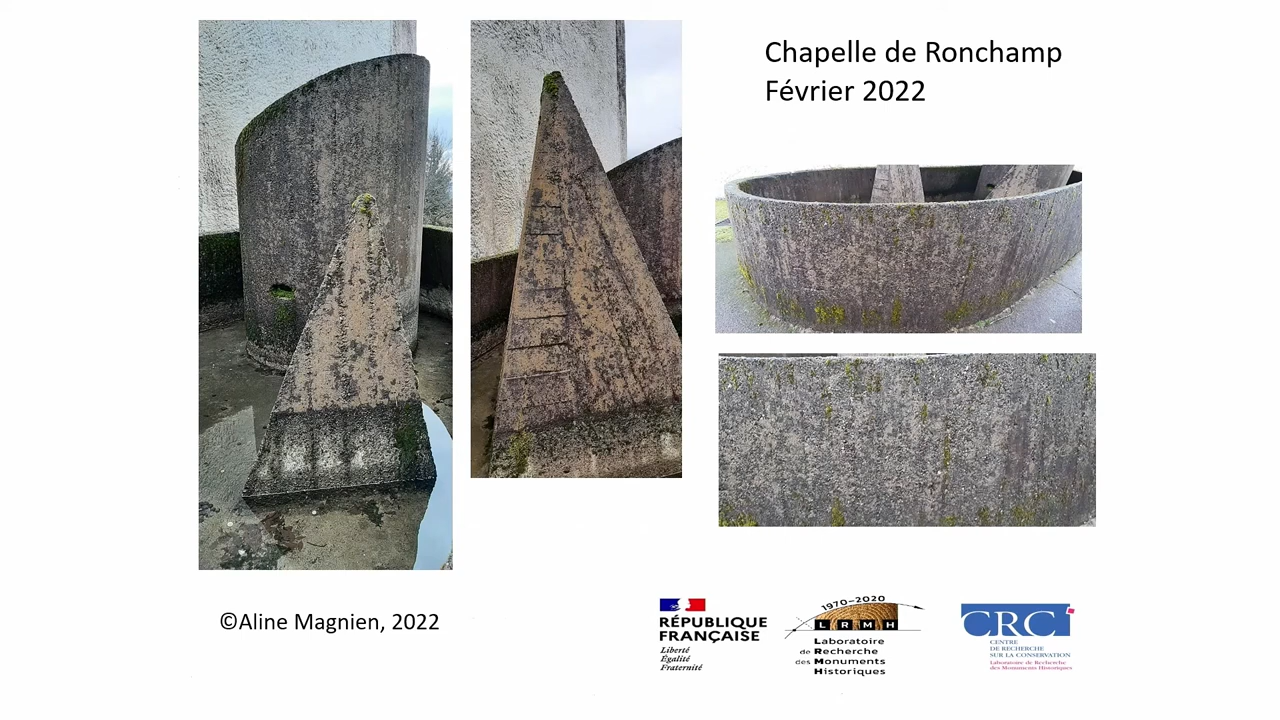 Chapelle de Ronchamp
Février 2022
©Aline Magnien, 2022
RÉPUBLIQUE
FRANÇAISE
Liberté
Égalité
Fraternité
1970-2020
LRMH
Laboratoire
de Recherche
des Monuments
Historiques
CRC
CENTRE
DE RECHERCHE
SUR LA CONSERVATION
Laboratoire de Recherche
des Monuments Historiques